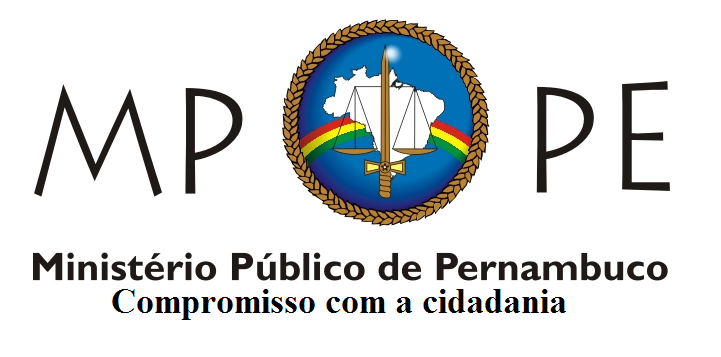 MP PE
Ministério Público de Pernambuco
Compromisso com a cidadania